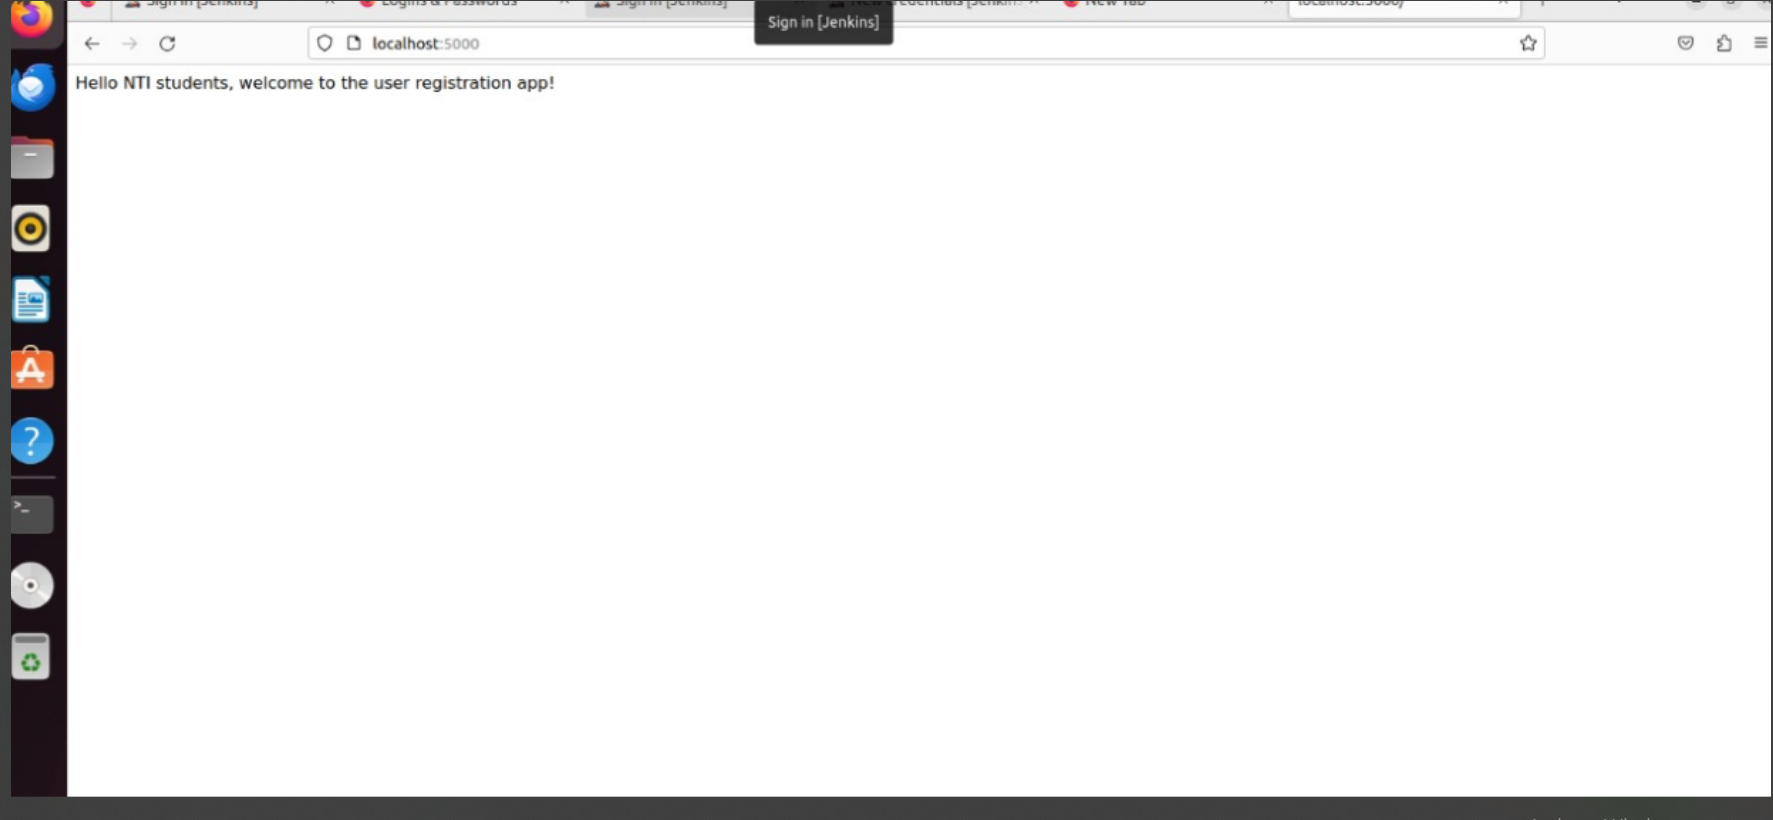 Sign in [Jenkins]
Logins & Passwords
Sign in [Jenkins]
New Credentials [Jenkins
New Tab
localhost:5000/
Sign in [Jenkins]
localhost:5000
Hello NTI students, welcome to the user registration app!